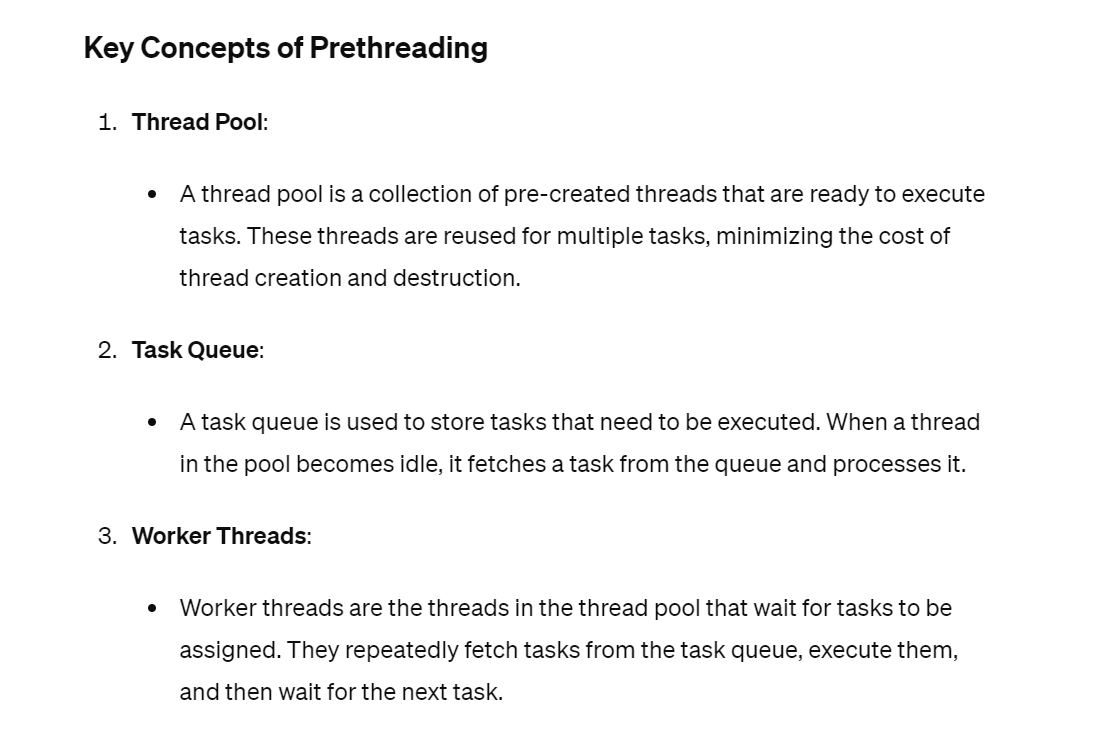 Key Concepts of Prethreading
1. Thread Pool:
• A thread pool is a collection of pre-created threads that are ready to execute
tasks. These threads are reused for multiple tasks, minimizing the cost of
thread creation and destruction.
2. Task Queue:
• A task queue is used to store tasks that need to be executed. When a thread
in the pool becomes idle, it fetches a task from the queue and processes it.
3. Worker Threads:
• Worker threads are the threads in the thread pool that wait for tasks to be
assigned. They repeatedly fetch tasks from the task queue, execute them,
and then wait for the next task.